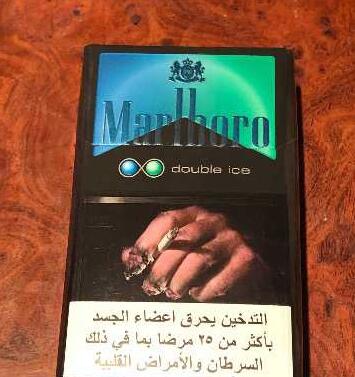 Marlboro
double ice
التدخين يحرق اعضاء الجسد
بأكثر من ٢٥ مرضا بما في ذلك
السرطان والأمراض القلبية